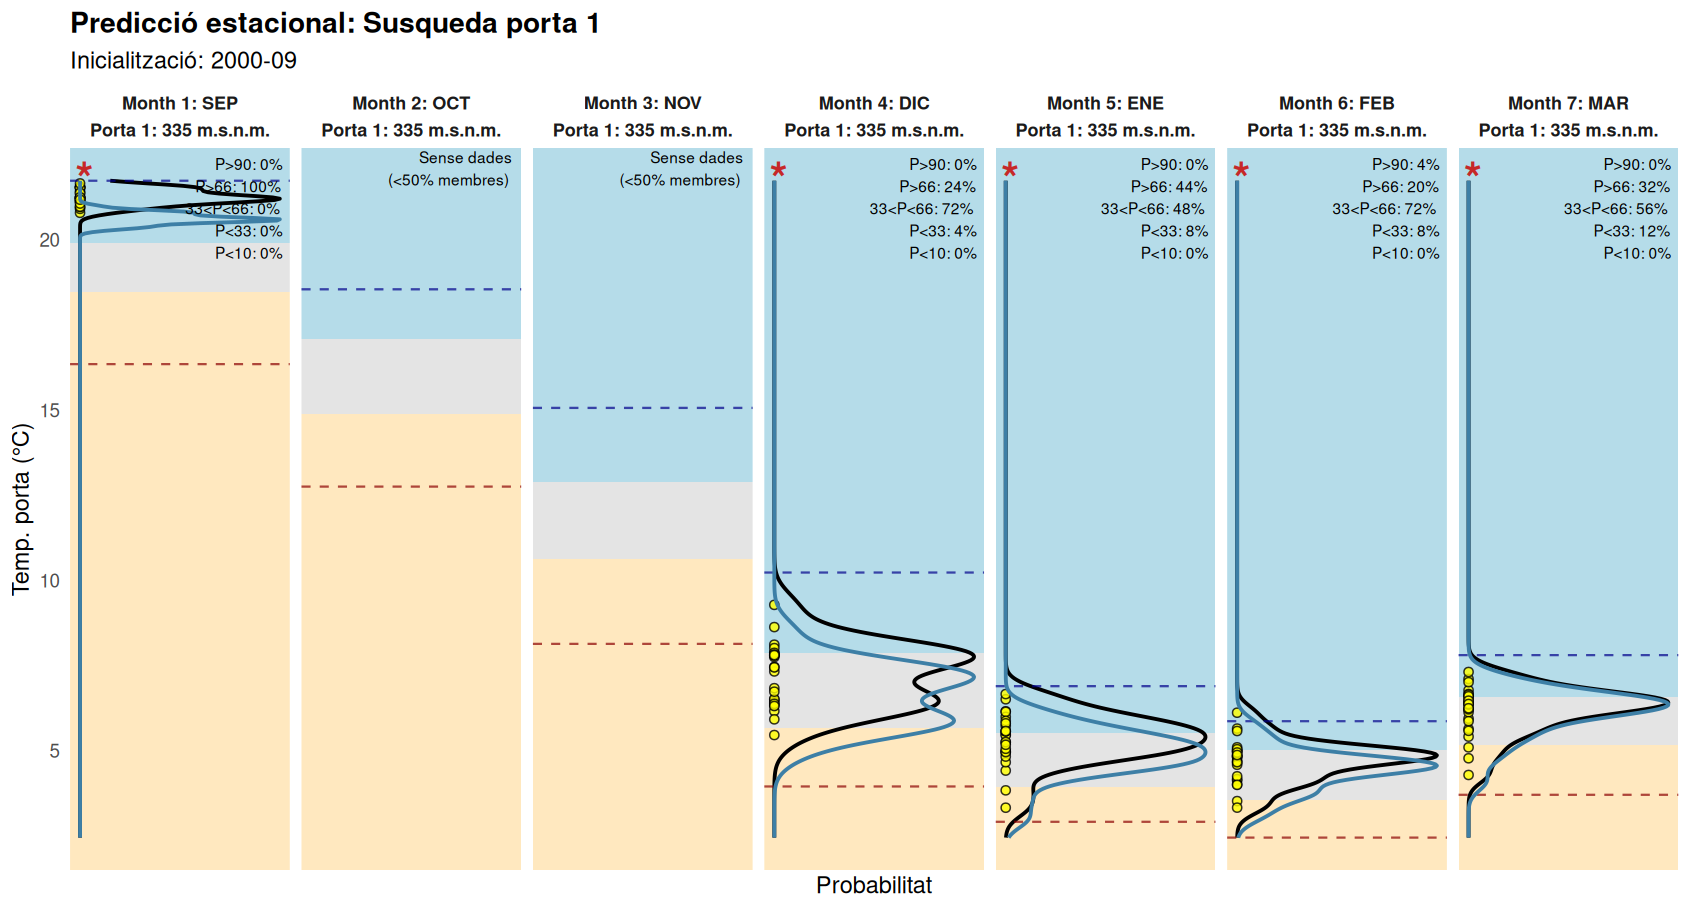 Predicció estacional: Susqueda porta 1
Inicialització: 2000-09
Month 1: SEP
Porta 1: 335 m.s.n.m.
Month 2: OCT
Porta 1: 335 m.s.n.m.
Month 3: NOV
Porta 1: 335 m.s.n.m.
Month 4: DIC
Porta 1: 335 m.s.n.m.
Month 5: ENE
Porta 1: 335 m.s.n.m.
Month 6: FEB
Porta 1: 335 m.s.n.m.
Month 7: MAR
Porta 1: 335 m.s.n.m.
*
P>90: 0%
P>66: 100%
33<P<66: 0%
P<33: 0%
P<10: 0%
Sense dades
(<50% membres)
Sense dades
(<50% membres)
*
P>90: 0%
P>66: 24%
33<P<66: 72%
P<33: 4%
P<10: 0%
*
P>90: 0%
P>66: 44%
33<P<66: 48%
P<33: 8%
P<10: 0%
*
P>90: 4%
P>66: 20%
33<P<66: 72%
P<33: 8%
P<10: 0%
*
P>90: 0%
P>66: 32%
33<P<66: 56%
P<33: 12%
P<10: 0%
20
15
10
5
Temp. porta (°C)
Probabilitat